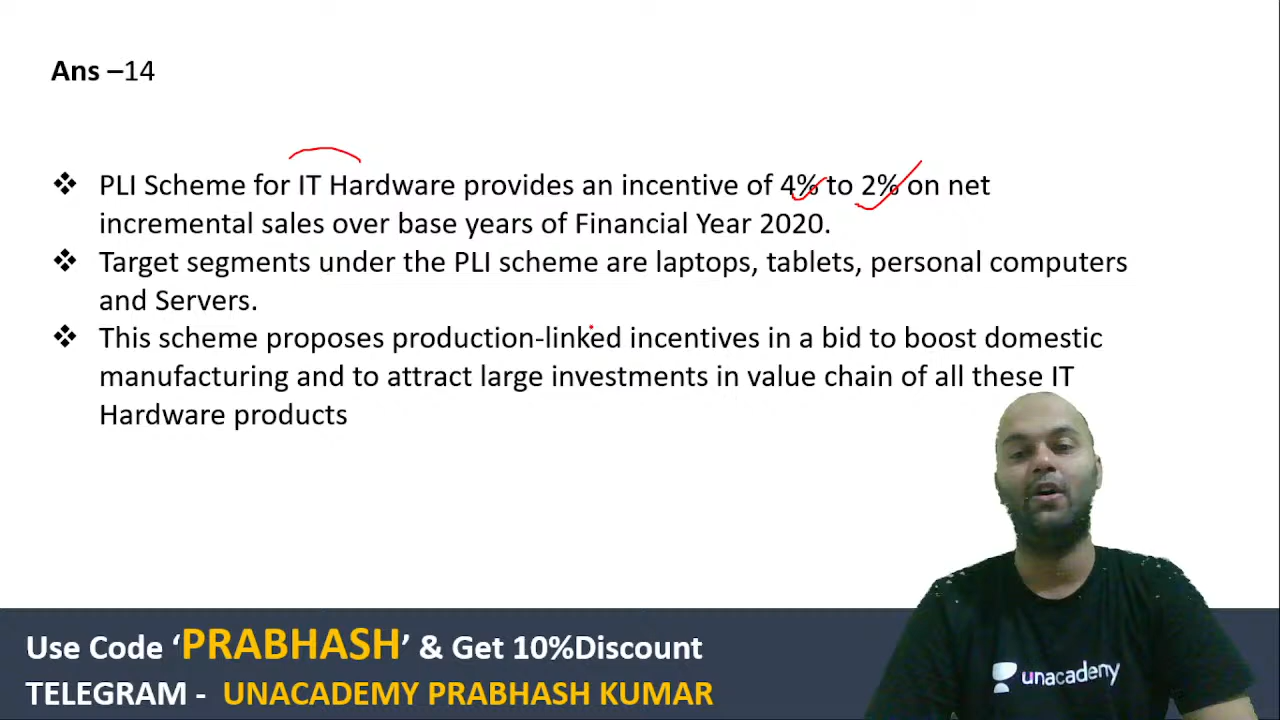 Ans –14
❖ PLI Scheme for IT Hardware provides an incentive of 4% to 2% on net
incremental sales over base years of Financial Year 2020.
❖ Target segments under the PLI scheme are laptops, tablets, personal computers
and Servers.
❖ This scheme proposes production-linked incentives in a bid to boost domestic
manufacturing and to attract large investments in value chain of all these IT
Hardware products
Use Code ‘PRABHASH’ & Get 10%Discount
TELEGRAM - UNACADEMY PRABHASH KUMAR
unacademy